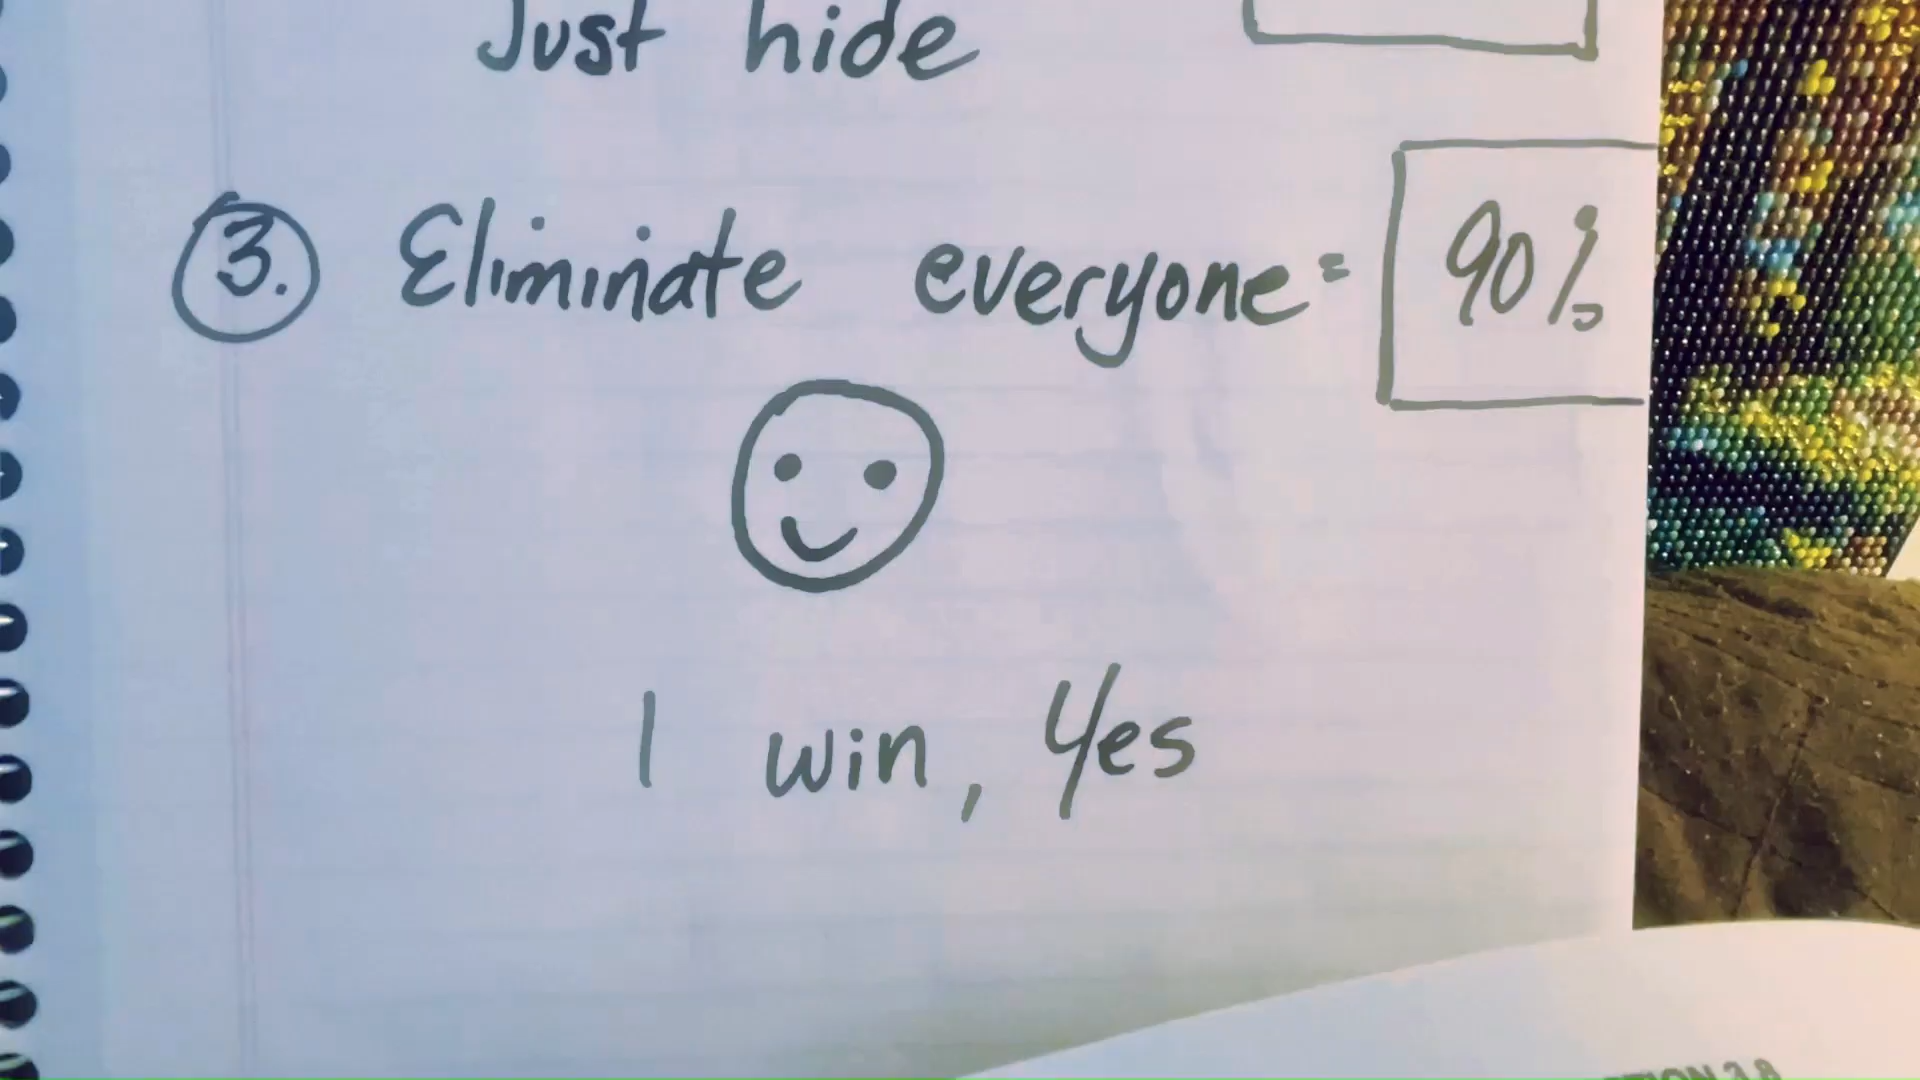 Just hide
3. Eliminate everyone = 90%
I win, Yes